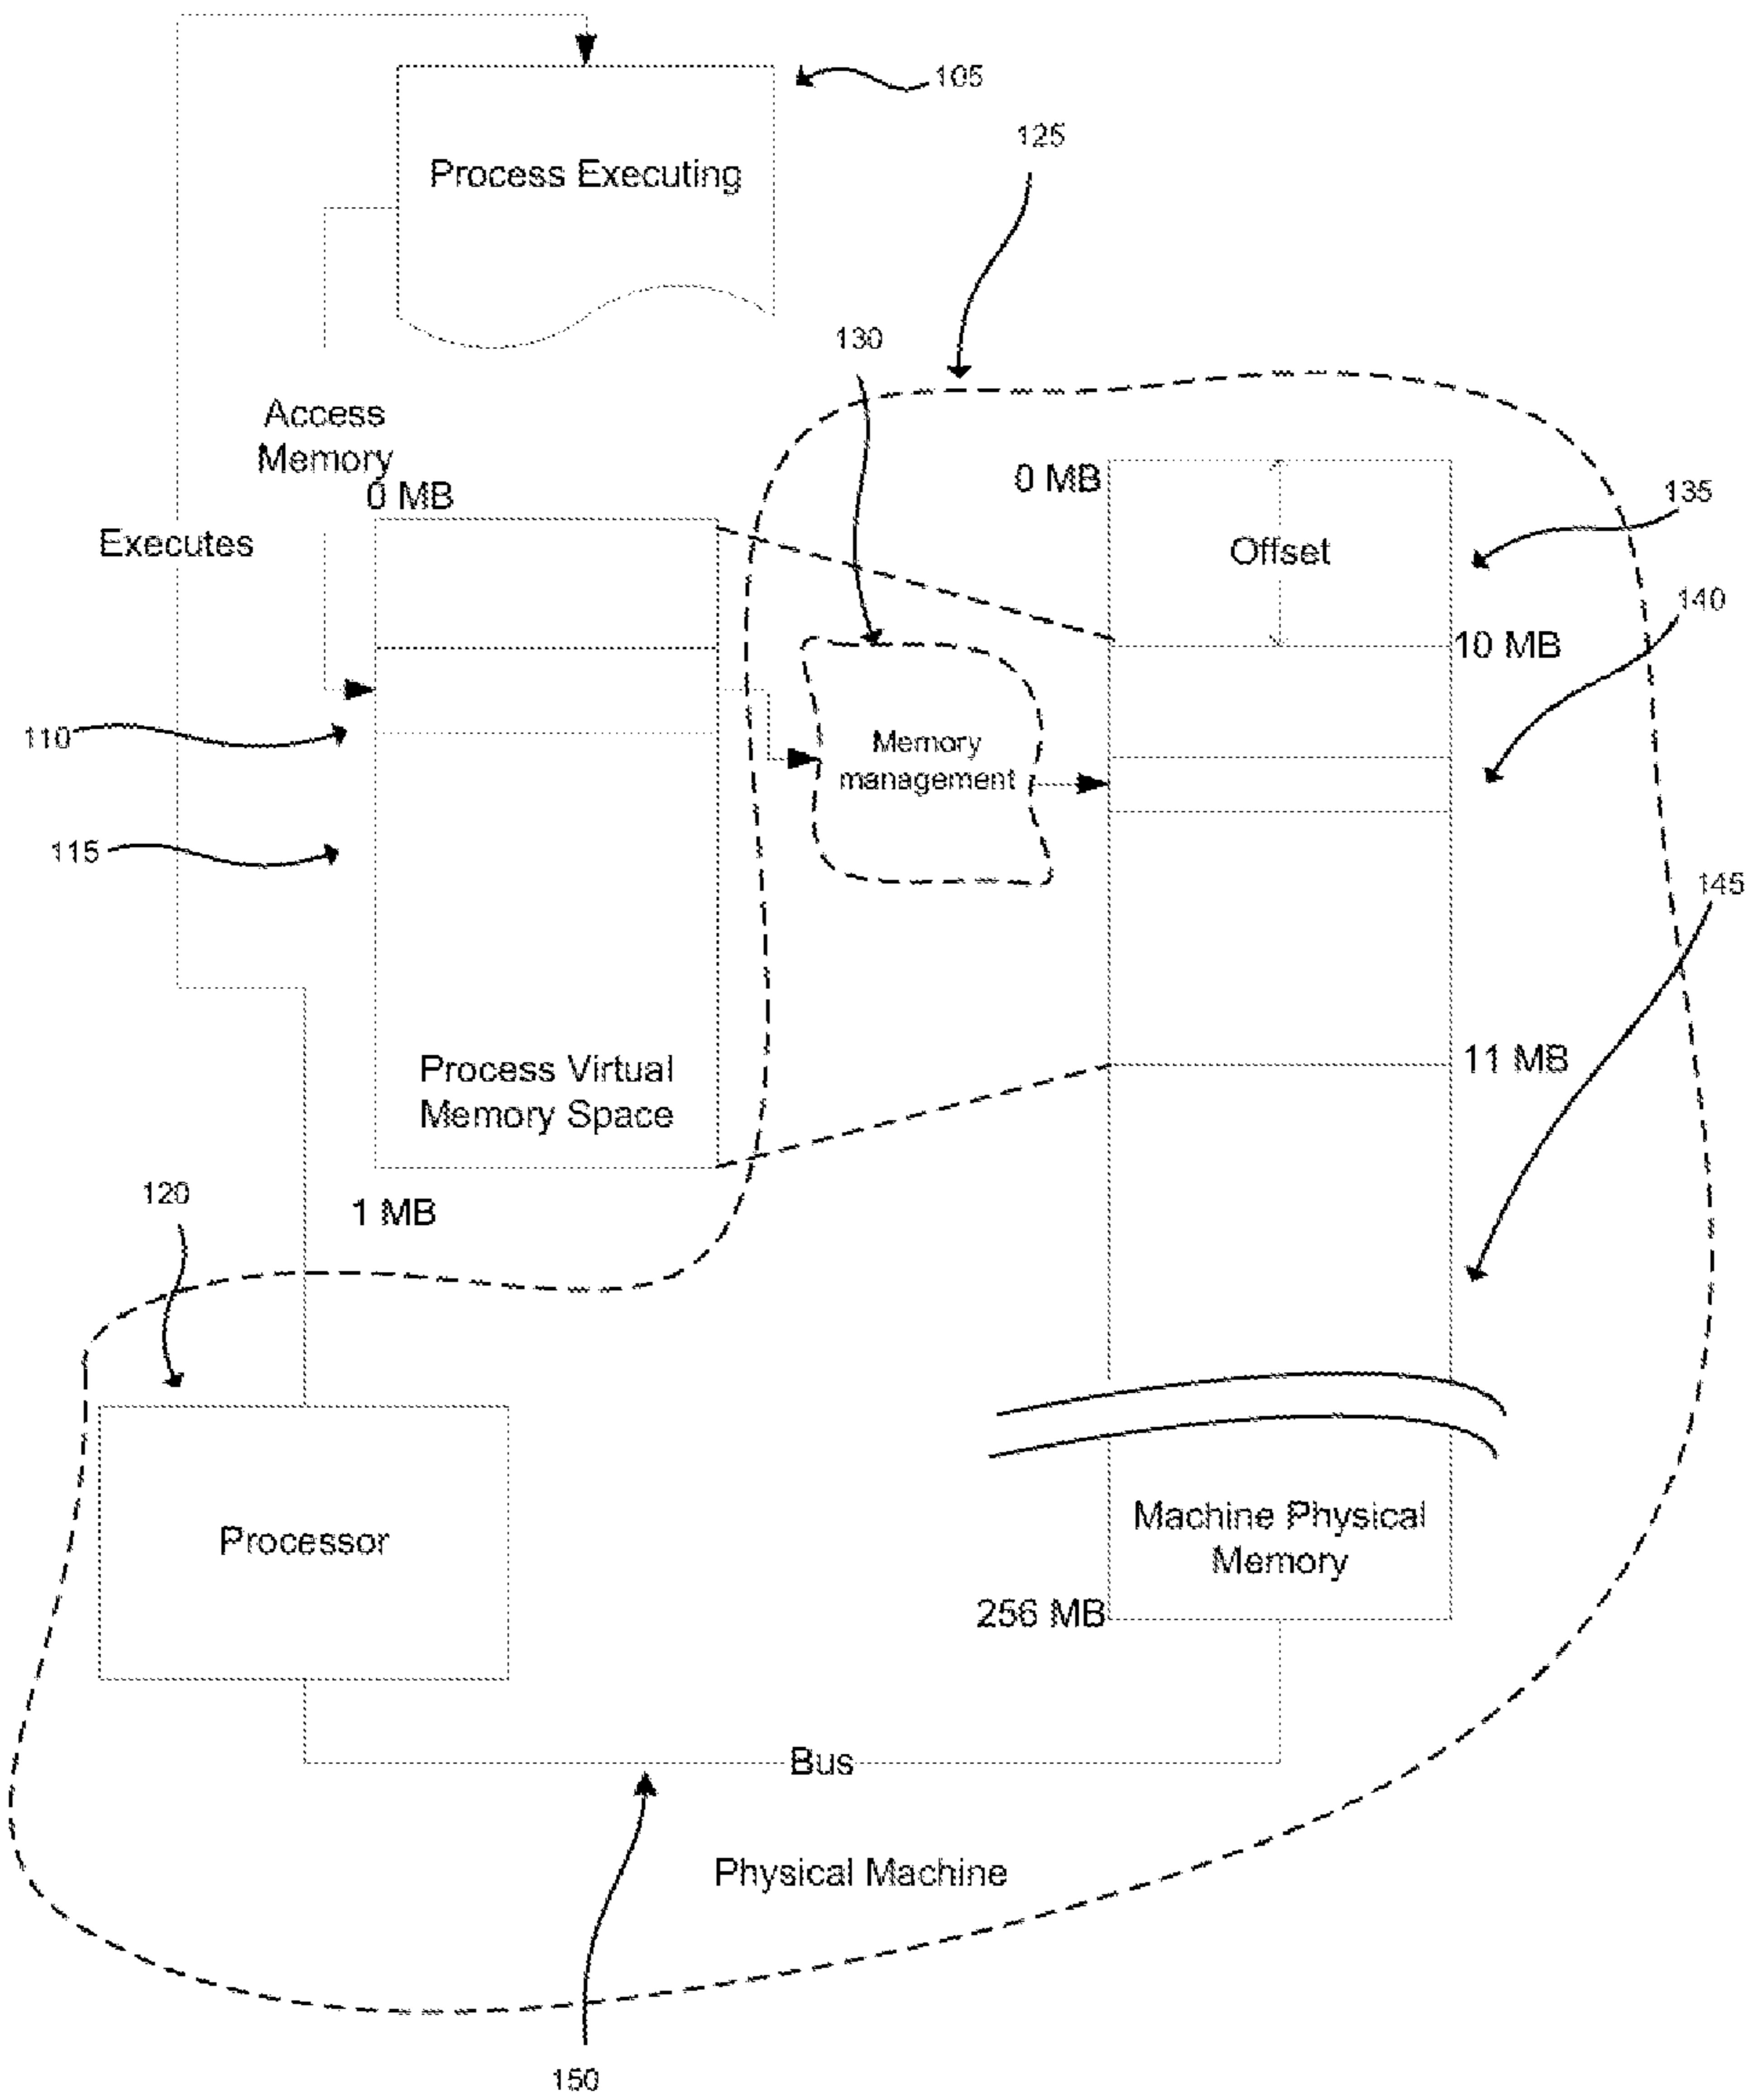 105
125
Process Executing
130
Access
Memory
0 MB
0 MB
135
Executes
Offset
140
10 MB
110
Memory
management
115
145
11 MB
Process Virtual
Memory Space
120
1 MB
Machine Physical
Memory
Processor
256 MB
Bus
Physical Machine
150